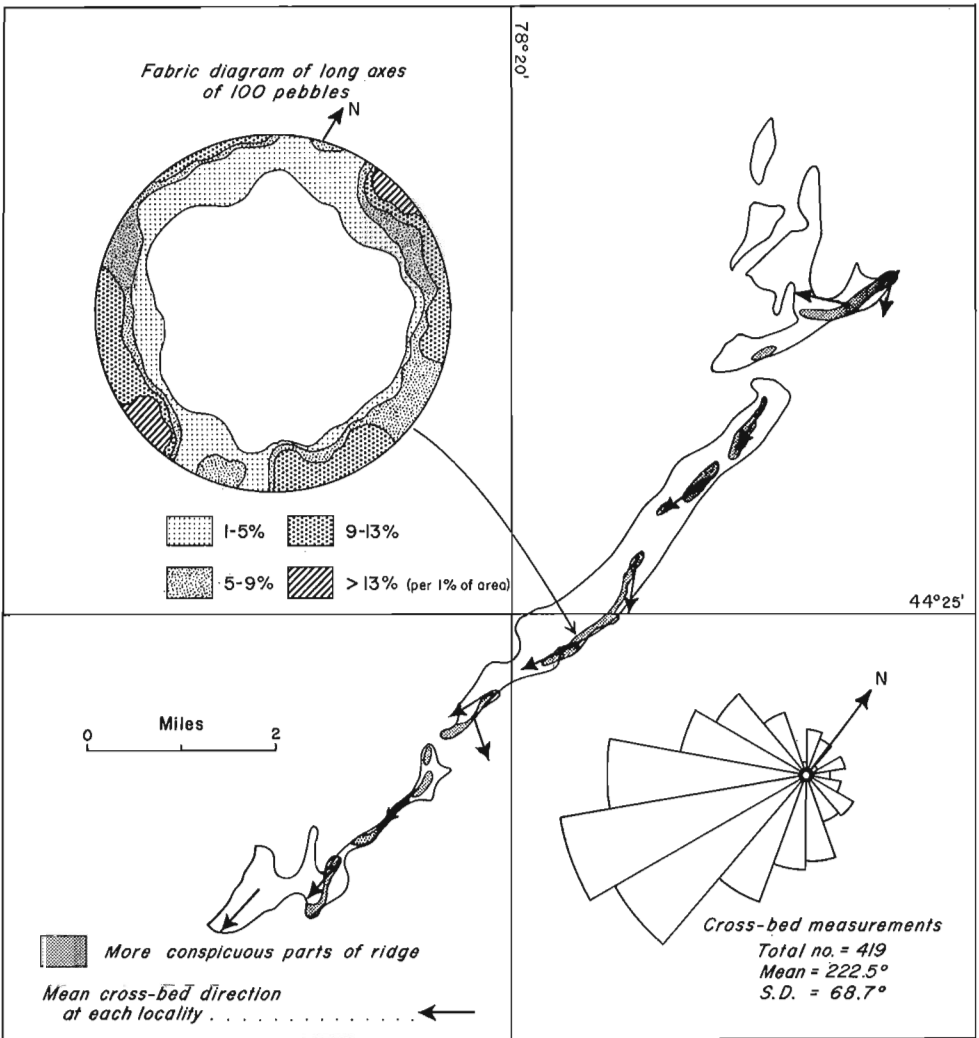 Fabric diagram of long axes
of 100 pebbles
N
78°20'
1-5%
9-13%
5-9%
>13% (per 1% of area)
44°25'
Miles
0
2
N
Cross-bed measurements
Total no. = 419
Mean = 222.5°
S.D. = 68.7°
More conspicuous parts of ridge
Mean cross-bed direction
at each locality . . . . . . . . . . . .